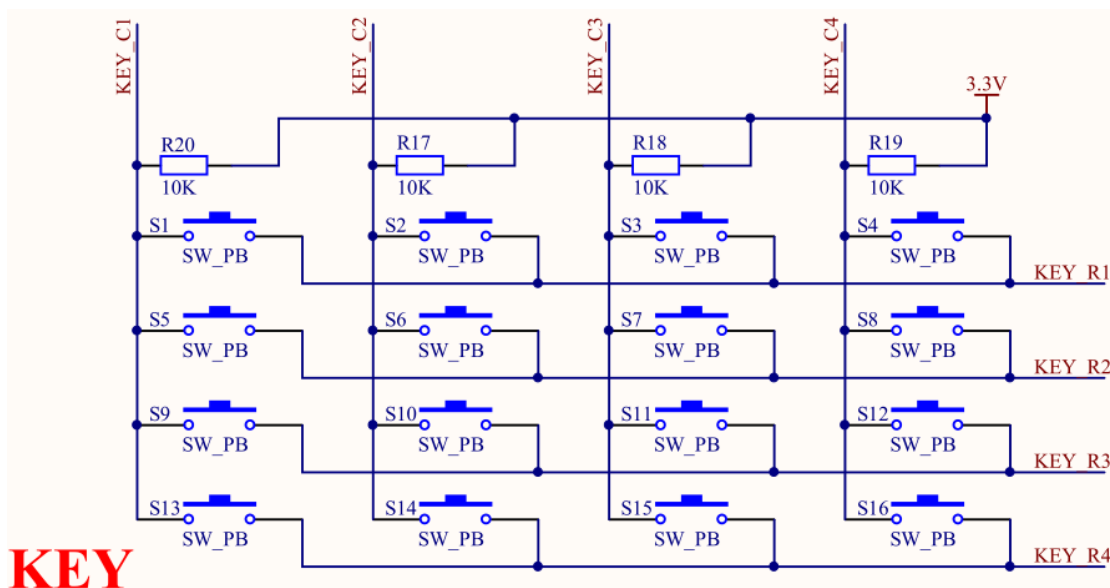 KEY_C1 KEY_C2 KEY_C3 KEY_C4
3.3V
R20 R17 R18 R19
10K 10K 10K 10K
S1 S2 S3 S4
SW_PB SW_PB SW_PB SW_PB
KEY_R1
S5 S6 S7 S8
SW_PB SW_PB SW_PB SW_PB
KEY_R2
S9 S10 S11 S12
SW_PB SW_PB SW_PB SW_PB
KEY_R3
S13 S14 S15 S16
SW_PB SW_PB SW_PB SW_PB
KEY_R4
KEY